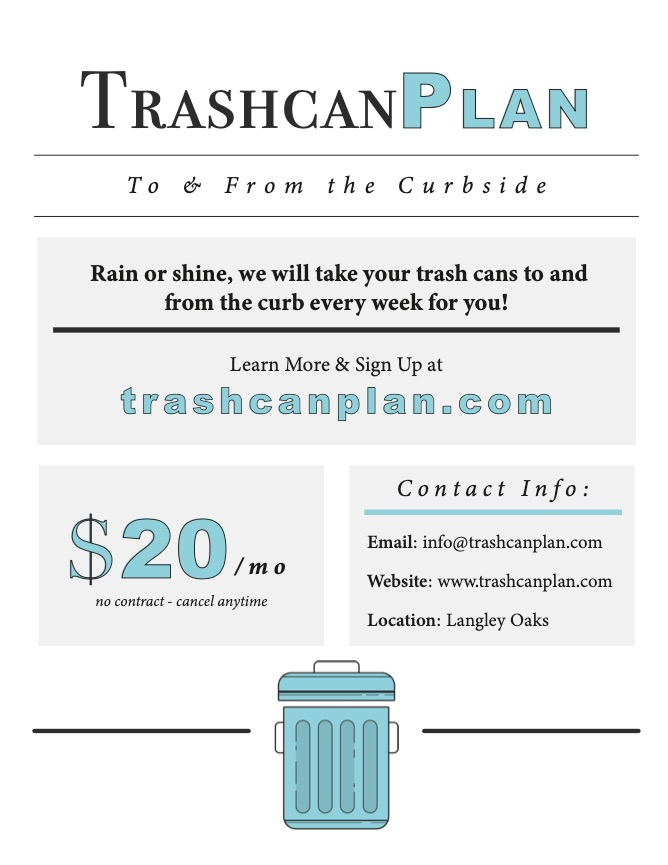 TrashcanPlan
To & From the Curbside
Rain or shine, we will take your trash cans to and
from the curb every week for you!
Learn More & Sign Up at
trashcanplan.com
$20/mo
no contract - cancel anytime
Contact Info:
Email: info@trashcanplan.com
Website: www.trashcanplan.com
Location: Langley Oaks